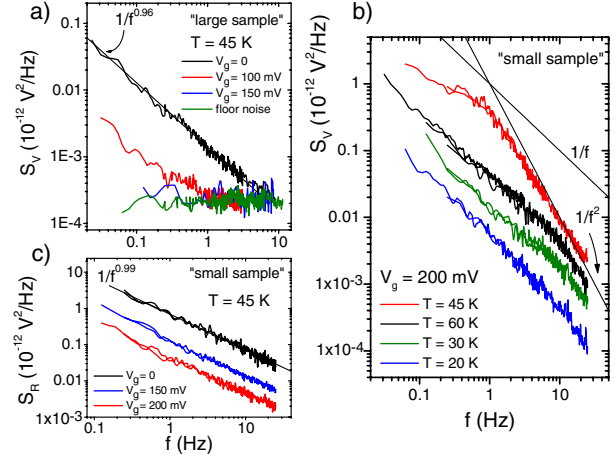 a)
1/f^0.96
"large sample"
T = 45 K
V_g = 0
V_g = 100 mV
V_g = 150 mV
floor noise
S_V (10^-12 V^2/Hz)
0.1
0.01
1E-3
1E-4
0.1
1
10
b)
"small sample"
S_V (10^-12 V^2/Hz)
1
0.1
0.01
1x10^-3
1x10^-4
1/f
1/f^2
V_g = 200 mV
T = 45 K
T = 60 K
T = 30 K
T = 20 K
0.1
1
10
f (Hz)
c)
1/f^0.99
"small sample"
T = 45 K
S_R (10^-12 V^2/Hz)
10
1
0.1
0.01
1x10^-3
V_g = 0
V_g = 150 mV
V_g = 200 mV
0.1
1
10
f (Hz)